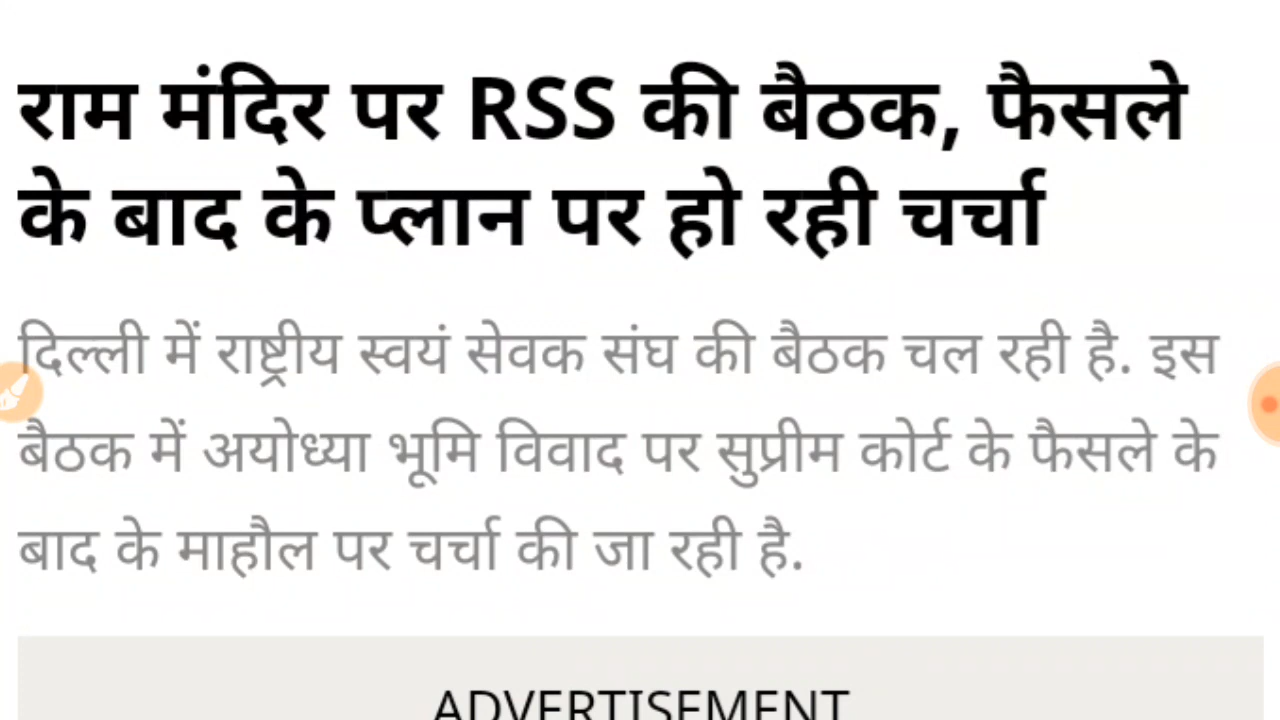 राम मंदिर पर RSS की बैठक, फैसले
के बाद के प्लान पर हो रही चर्चा
दिल्ली में राष्ट्रीय स्वयं सेवक संघ की बैठक चल रही है. इस
बैठक में अयोध्या भूमि विवाद पर सुप्रीम कोर्ट के फैसले के
बाद के माहौल पर चर्चा की जा रही है.
ADVERTISEMENT